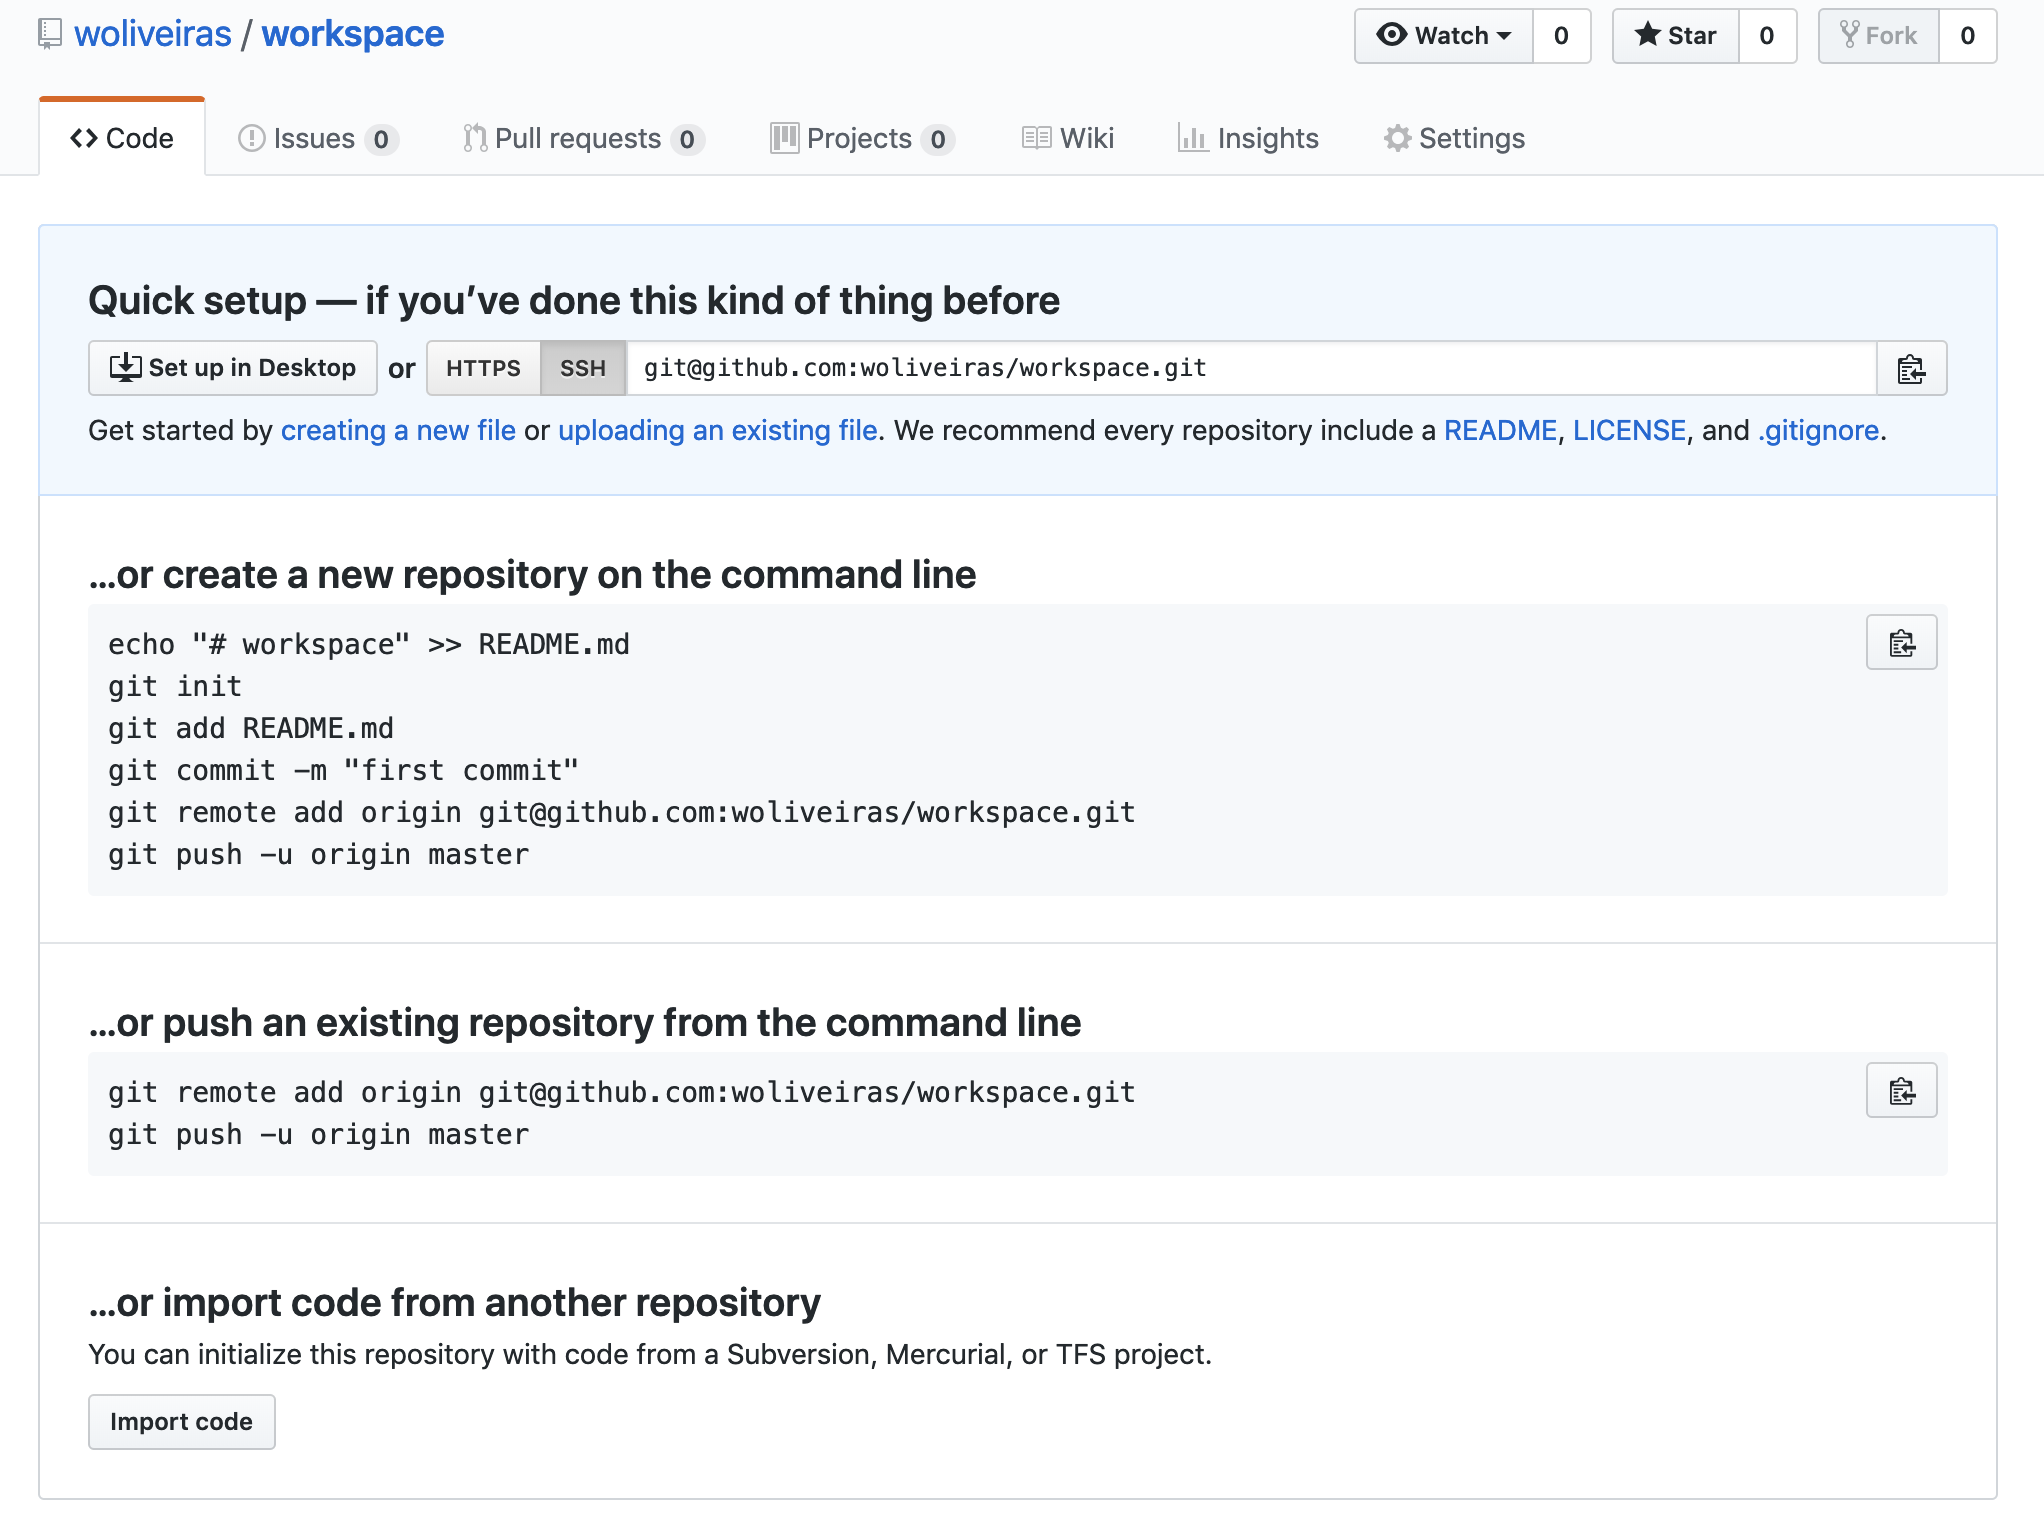 woliveiras / workspace
Watch 0 Star 0 Fork 0
Code Issues 0 Pull requests 0 Projects 0 Wiki Insights Settings
Quick setup — if you’ve done this kind of thing before
Set up in Desktop or HTTPS SSH git@github.com:woliveiras/workspace.git
Get started by creating a new file or uploading an existing file. We recommend every repository include a README, LICENSE, and .gitignore.
…or create a new repository on the command line
echo "# workspace" >> README.md
git init
git add README.md
git commit -m "first commit"
git remote add origin git@github.com:woliveiras/workspace.git
git push -u origin master
…or push an existing repository from the command line
git remote add origin git@github.com:woliveiras/workspace.git
git push -u origin master
…or import code from another repository
You can initialize this repository with code from a Subversion, Mercurial, or TFS project.
Import code